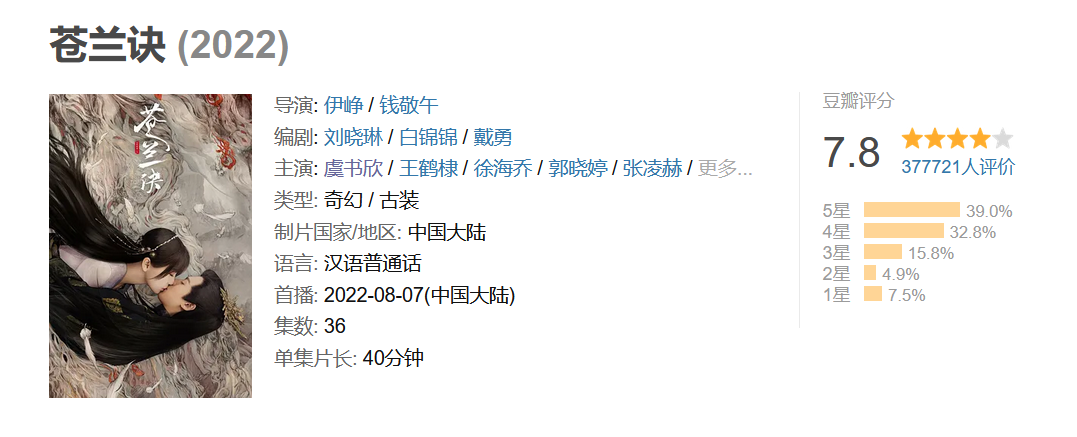 苍兰诀 (2022)
苍兰诀
导演: 伊峥 / 钱敬午
编剧: 刘晓琳 / 白锦锦 / 戴勇
主演: 虞书欣 / 王鹤棣 / 徐海乔 / 郭晓婷 / 张凌赫 / 更多...
类型: 奇幻 / 古装
制片国家/地区: 中国大陆
语言: 汉语普通话
首播: 2022-08-07(中国大陆)
集数: 36
单集片长: 40分钟
豆瓣评分
7.8
377721人评价
5星 39.0%
4星 32.8%
3星 15.8%
2星 4.9%
1星 7.5%